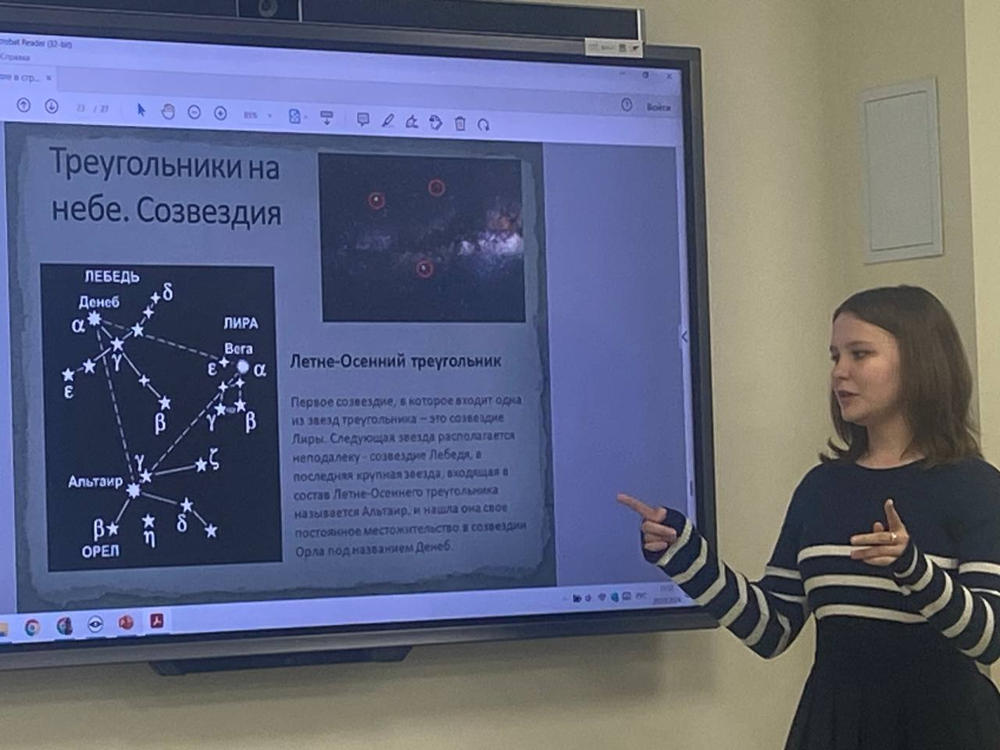 crobat Reader (32-bit)
Справка
ие в стр...
23 / 27
85%
Войти
Треугольники на
небе. Созвездия
ЛЕБЕДЬ
Денеб
δ
α
ЛИРА
Вега
γ
ε
α
ε
β
γ
β
γ
ζ
Альтаир
β
η
δ
ОРЕЛ
Летне-Осенний треугольник
Первое созвездие, в которое входит одна
из звезд треугольника – это созвездие
Лиры. Следующая звезда располагается
неподалеку - созвездие Лебедя, а
последняя крупная звезда, входящая в
состав Летне-Осеннего треугольника
называется Альтаир, и нашла она свое
постоянное местожительство в созвездии
Орла под названием Денеб.
РУС